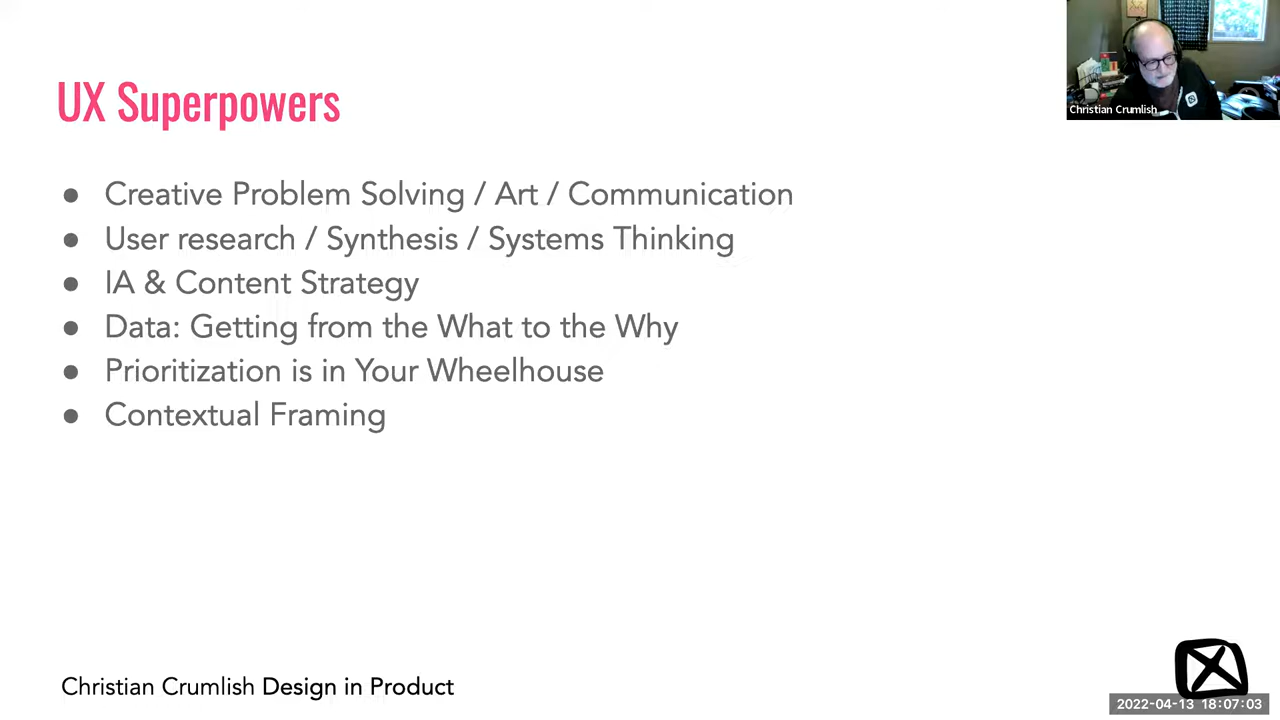 UX Superpowers
Christian Crumlish
● Creative Problem Solving / Art / Communication
● User research / Synthesis / Systems Thinking
● IA & Content Strategy
● Data: Getting from the What to the Why
● Prioritization is in Your Wheelhouse
● Contextual Framing
Christian Crumlish Design in Product
2022-04-13 18:07:03